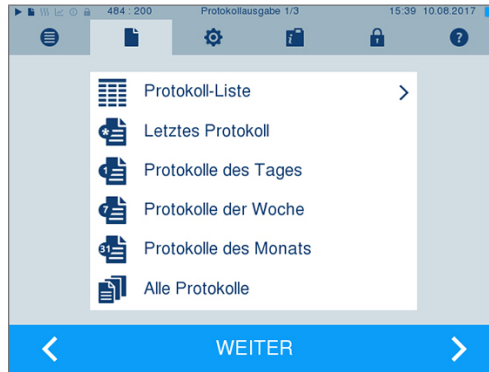 484 : 200 Protokollausgabe 1/3 15:39 10.08.2017
Protokoll-Liste
Letztes Protokoll
Protokolle des Tages
Protokolle der Woche
Protokolle des Monats
Alle Protokolle
WEITER